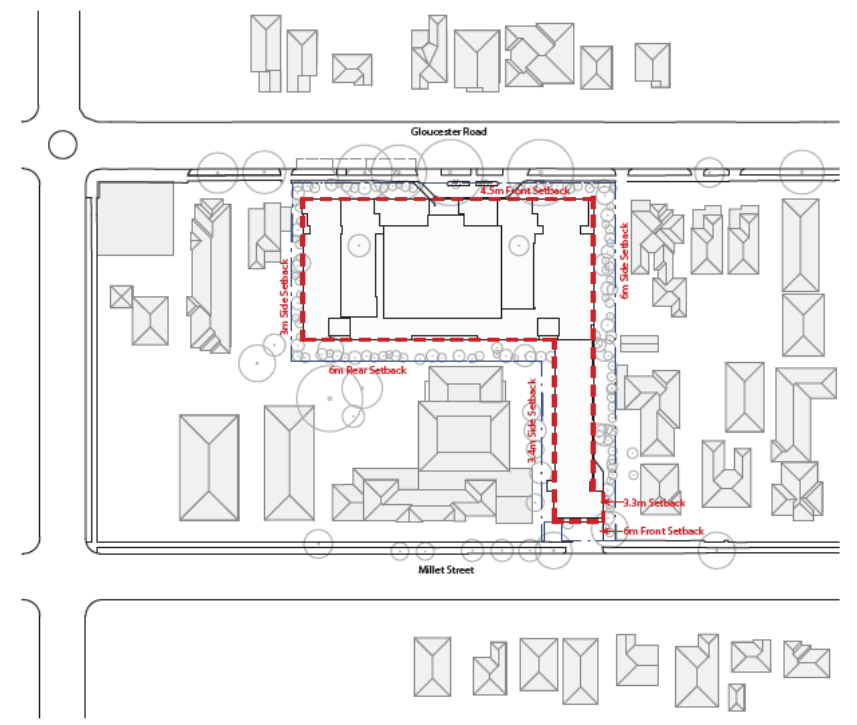 Gloucester Road
4.5m Front Setback
3m Side Setback
6m Side Setback
6m Rear Setback
3.4m Side Setback
3.3m Setback
6m Front Setback
Millet Street